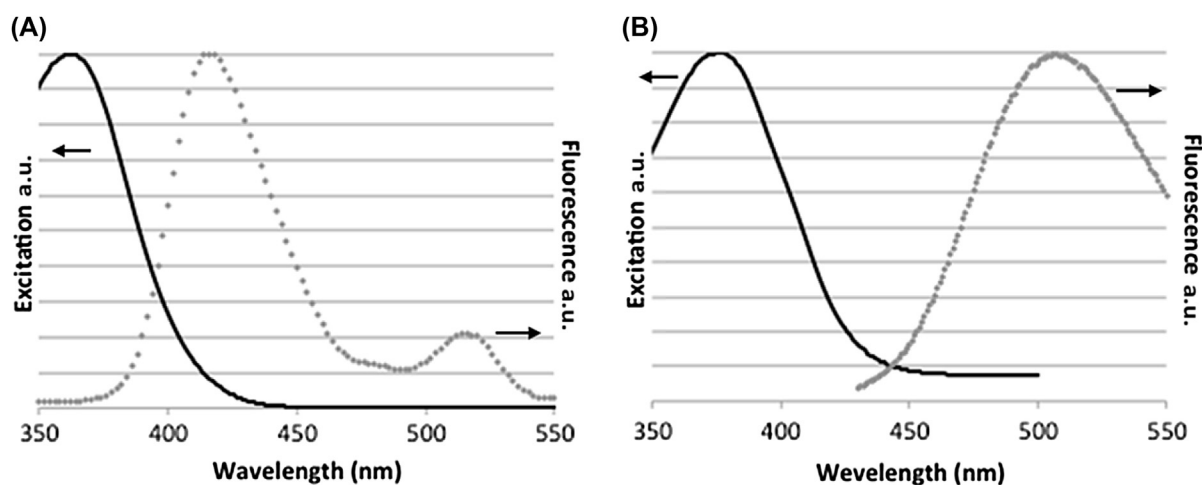 (A)
Excitation a.u.
Fluorescence a.u.
350 400 450 500 550
Wavelength (nm)
(B)
Excitation a.u.
Fluorescence a.u.
350 400 450 500 550
Wevelength (nm)